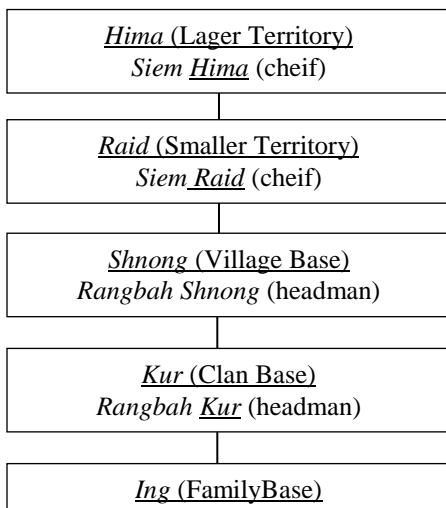 Hima (Lager Territory)
Siem Hima (cheif)
Raid (Smaller Territory)
Siem Raid (cheif)
Shnong (Village Base)
Rangbah Shnong (headman)
Kur (Clan Base)
Rangbah Kur (headman)
Ing (FamilyBase)